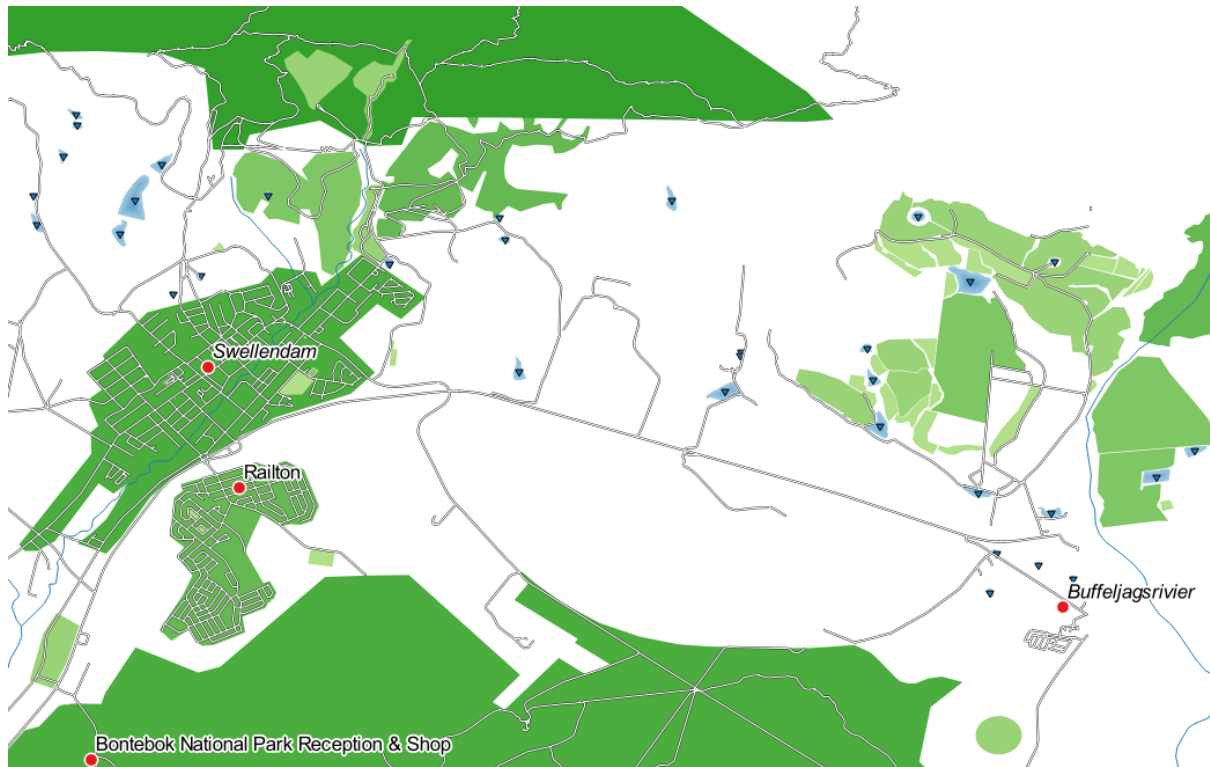 Swellendam
Railton
Buffeljagsrivier
Bontebok National Park Reception & Shop